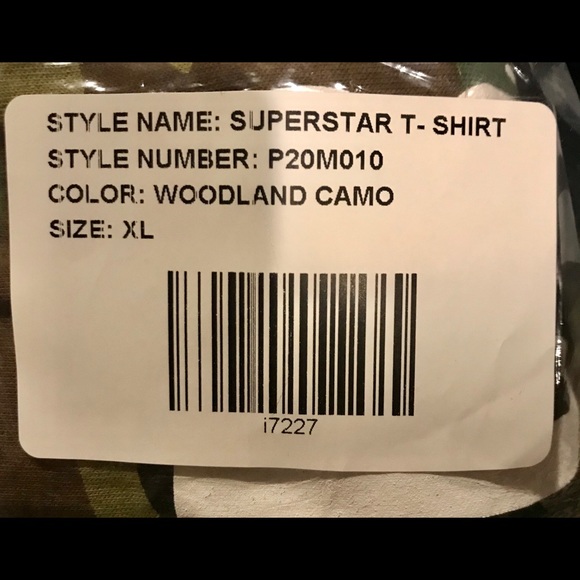 STYLE NAME: SUPERSTAR T- SHIRT
STYLE NUMBER: P20M010
COLOR: WOODLAND CAMO
SIZE: XL
i7227